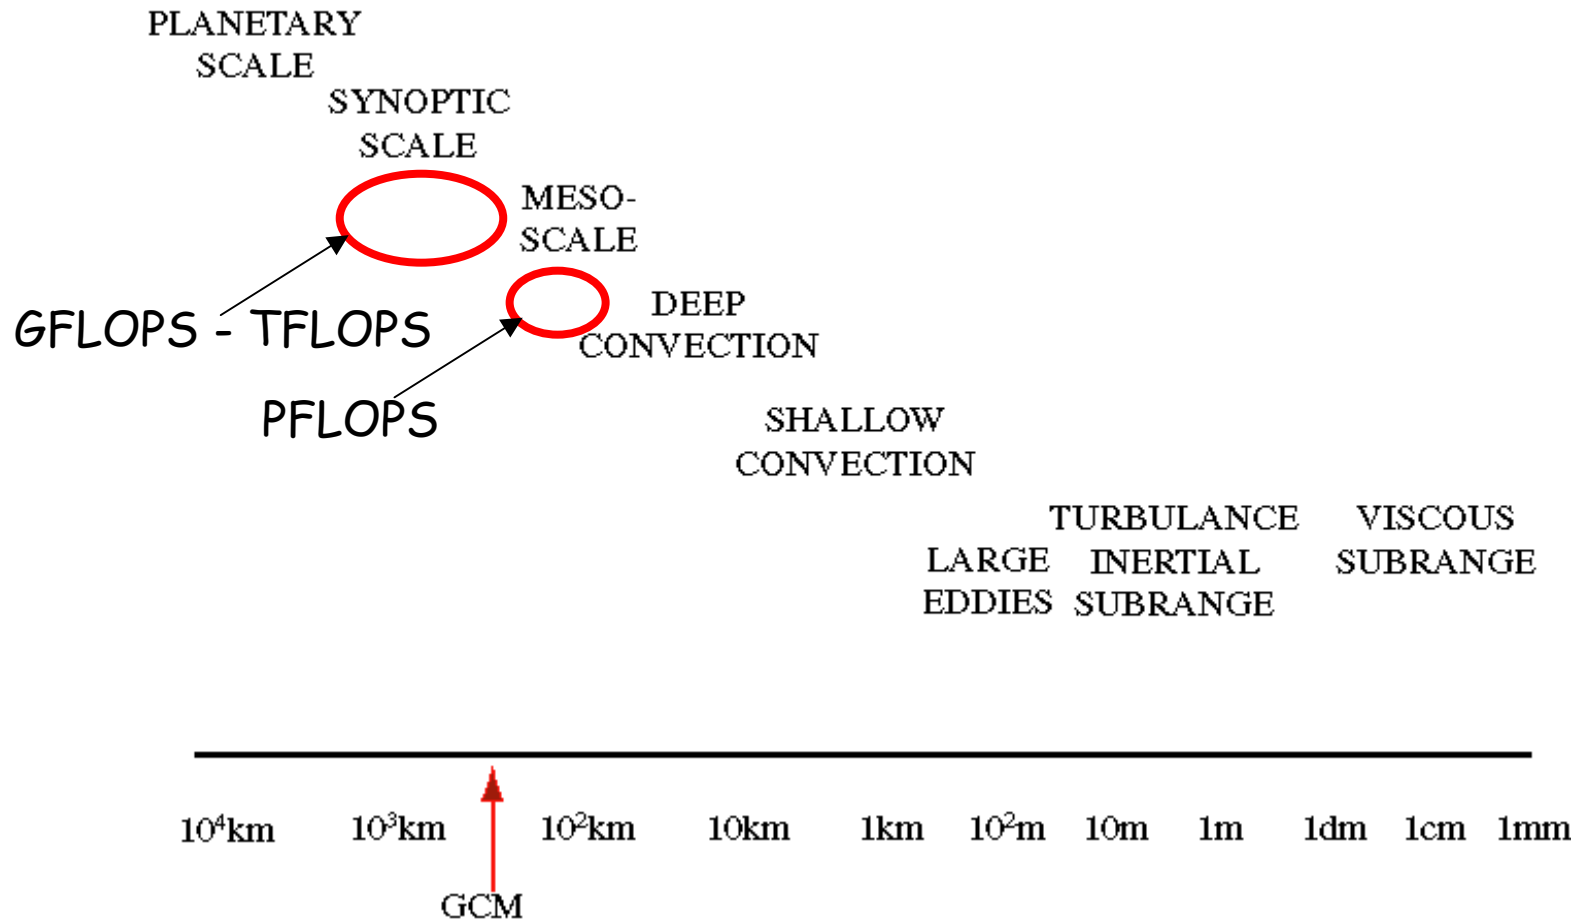 PLANETARY
SCALE
SYNOPTIC
SCALE
MESO-
SCALE
GFLOPS - TFLOPS
DEEP
CONVECTION
PFLOPS
SHALLOW
CONVECTION
LARGE
EDDIES
TURBULANCE
INERTIAL
SUBRANGE
VISCOUS
SUBRANGE
10⁴km 10³km 10²km 10km 1km 10²m 10m 1m 1dm 1cm 1mm
GCM